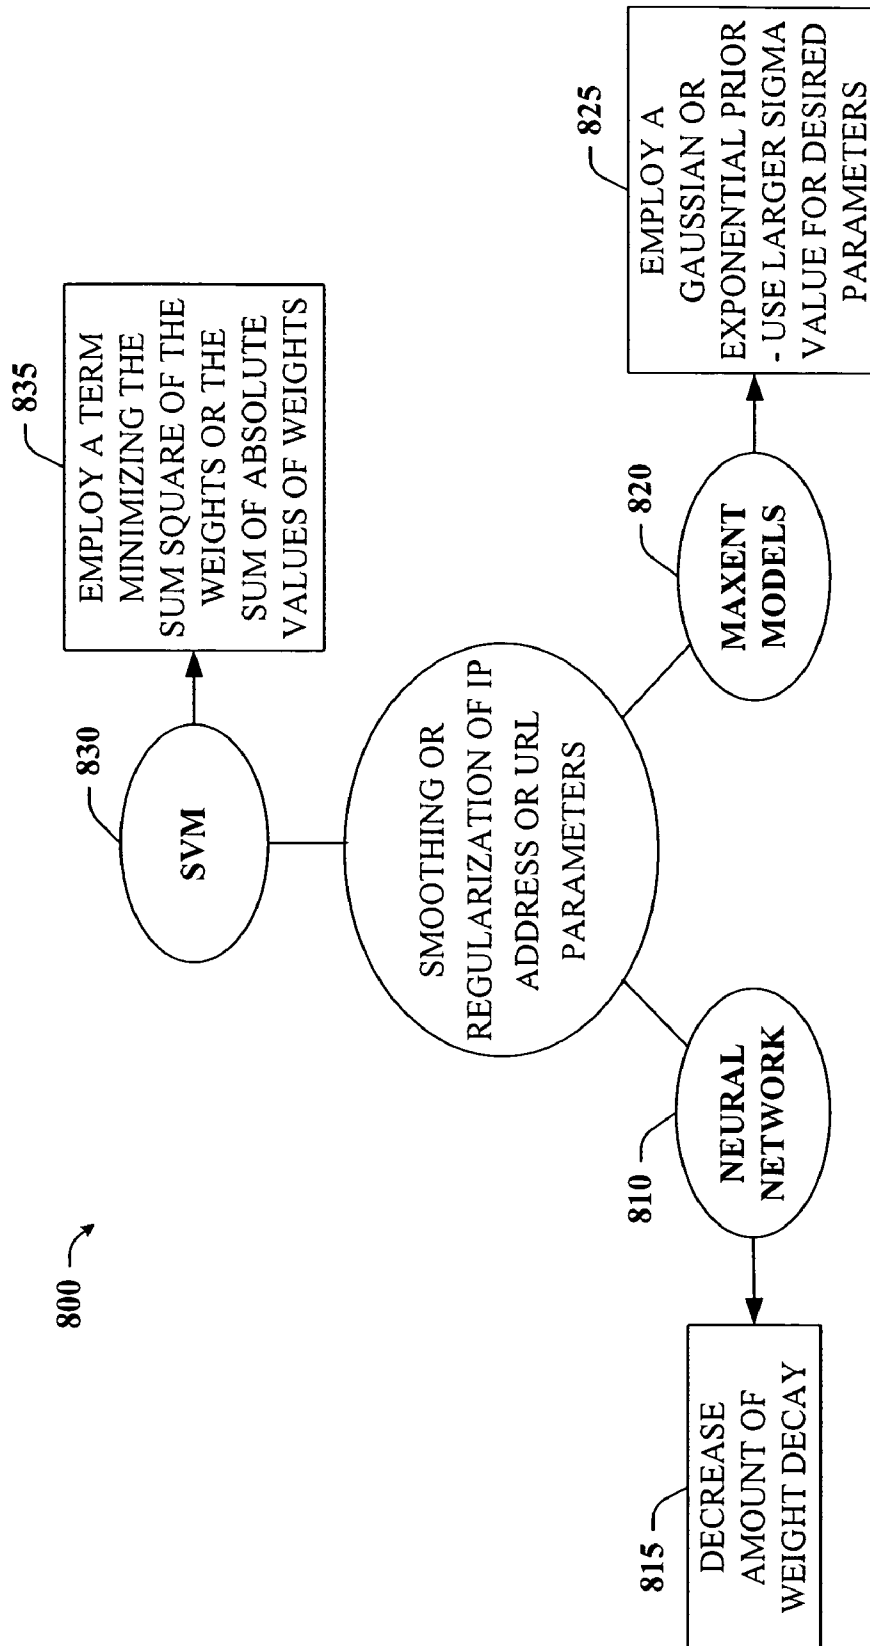 800
830
SVM
835
EMPLOY A TERM
MINIMIZING THE
SUM SQUARE OF THE
WEIGHTS OR THE
SUM OF ABSOLUTE
VALUES OF WEIGHTS
SMOOTHING OR
REGULARIZATION OF IP
ADDRESS OR URL
PARAMETERS
815
DECREASE
AMOUNT OF
WEIGHT DECAY
810
NEURAL
NETWORK
820
MAXENT
MODELS
825
EMPLOY A
GAUSSIAN OR
EXPONENTIAL PRIOR
- USE LARGER SIGMA
VALUE FOR DESIRED
PARAMETERS